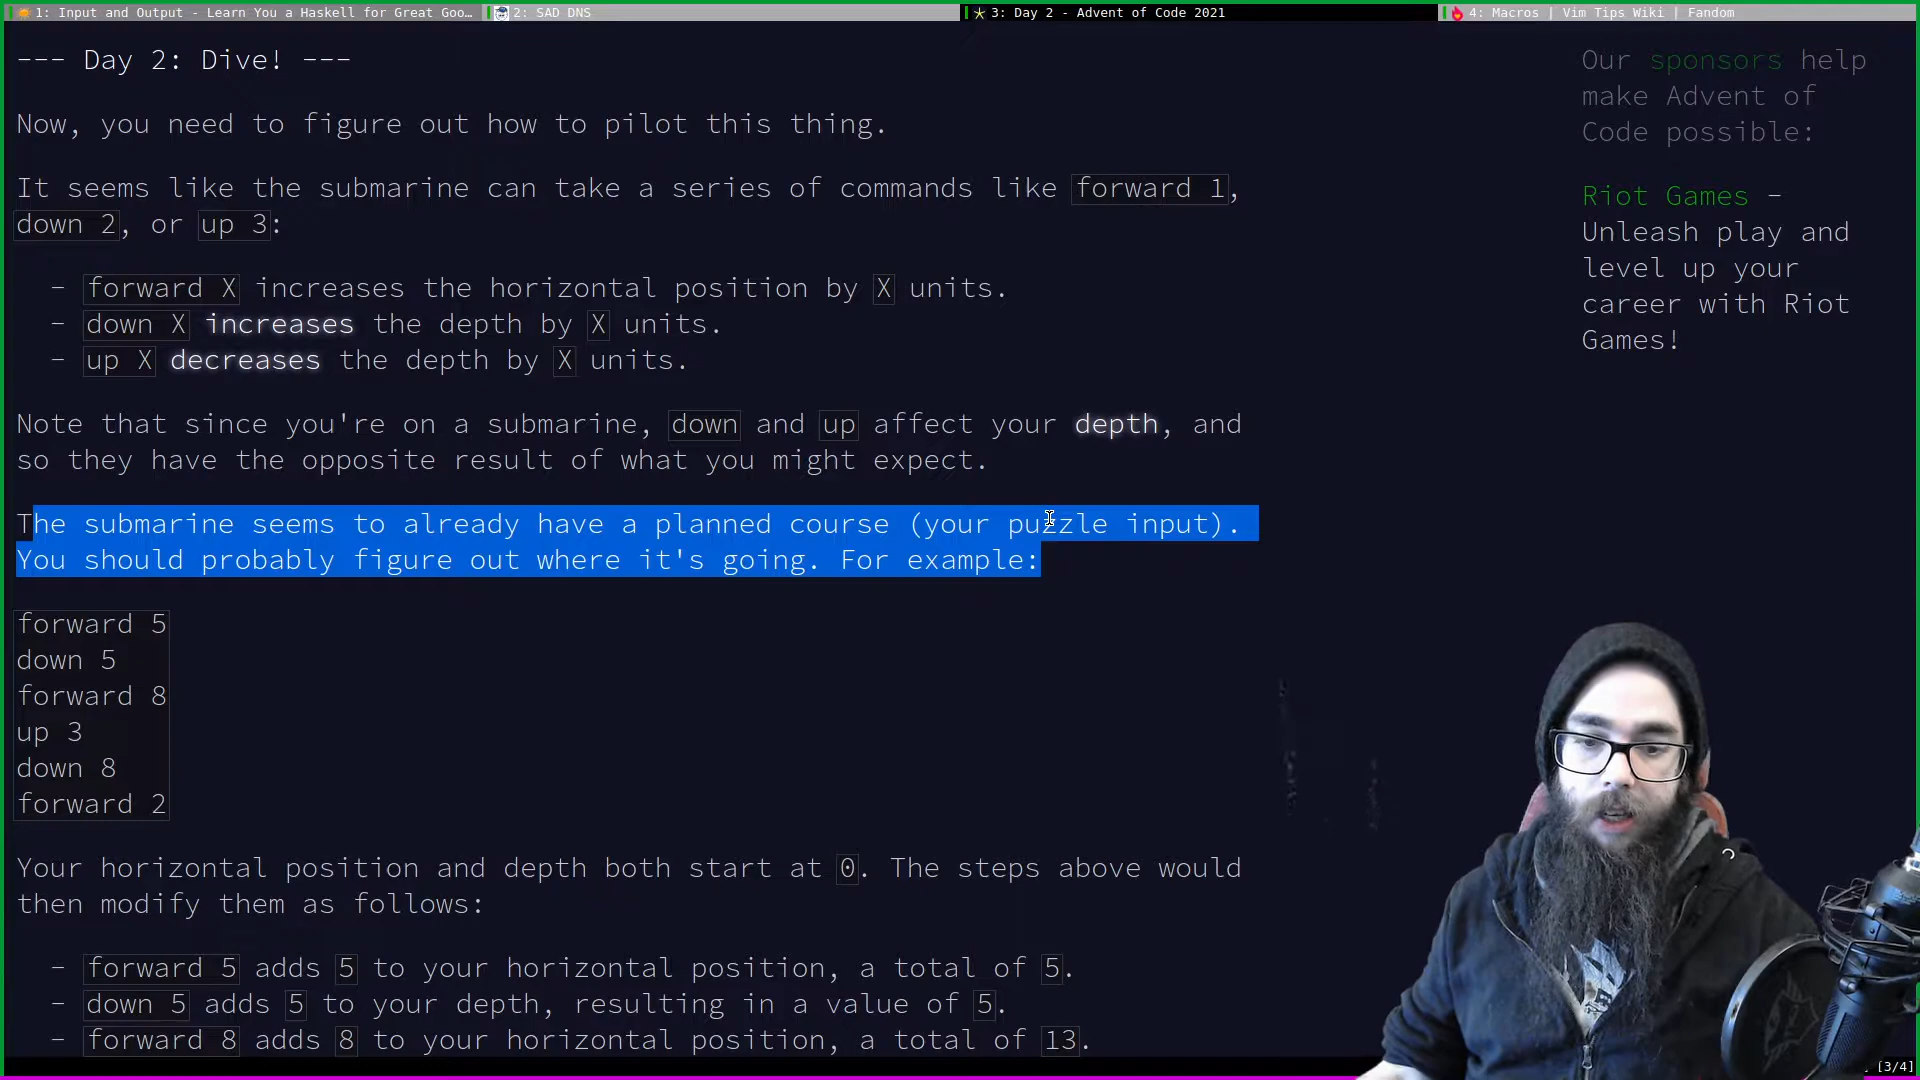 1: Input and Output - Learn You a Haskell for Great Goo...
2: SAD DNS
3: Day 2 - Advent of Code 2021
4: Macros | Vim Tips Wiki | Fandom
--- Day 2: Dive! ---
Now, you need to figure out how to pilot this thing.
It seems like the submarine can take a series of commands like forward 1,
down 2, or up 3:
- forward X increases the horizontal position by X units.
- down X increases the depth by X units.
- up X decreases the depth by X units.
Note that since you're on a submarine, down and up affect your depth, and
so they have the opposite result of what you might expect.
The submarine seems to already have a planned course (your puzzle input).
You should probably figure out where it's going. For example:
forward 5
down 5
forward 8
up 3
down 8
forward 2
Your horizontal position and depth both start at 0. The steps above would
then modify them as follows:
- forward 5 adds 5 to your horizontal position, a total of 5.
- down 5 adds 5 to your depth, resulting in a value of 5.
- forward 8 adds 8 to your horizontal position, a total of 13.
Our sponsors help
make Advent of
Code possible:
Riot Games -
Unleash play and
level up your
career with Riot
Games!
[3/4]